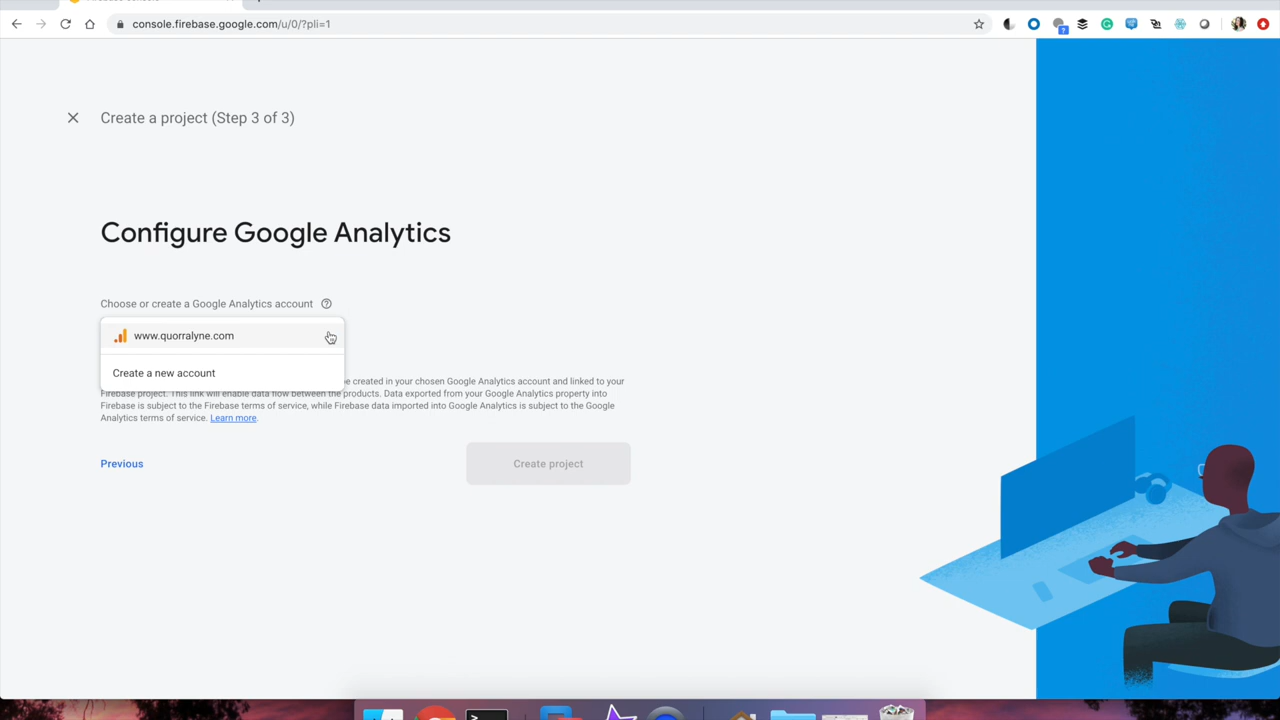 console.firebase.google.com/u/0/?pli=1
Create a project (Step 3 of 3)
Configure Google Analytics
Choose or create a Google Analytics account
www.quorralyne.com
Create a new account
be created in your chosen Google Analytics account and linked to your
Firebase project. This link will enable data flow between the products. Data exported from your Google Analytics property into
Firebase is subject to the Firebase terms of service, while Firebase data imported into Google Analytics is subject to the Google
Analytics terms of service. Learn more.
Previous
Create project